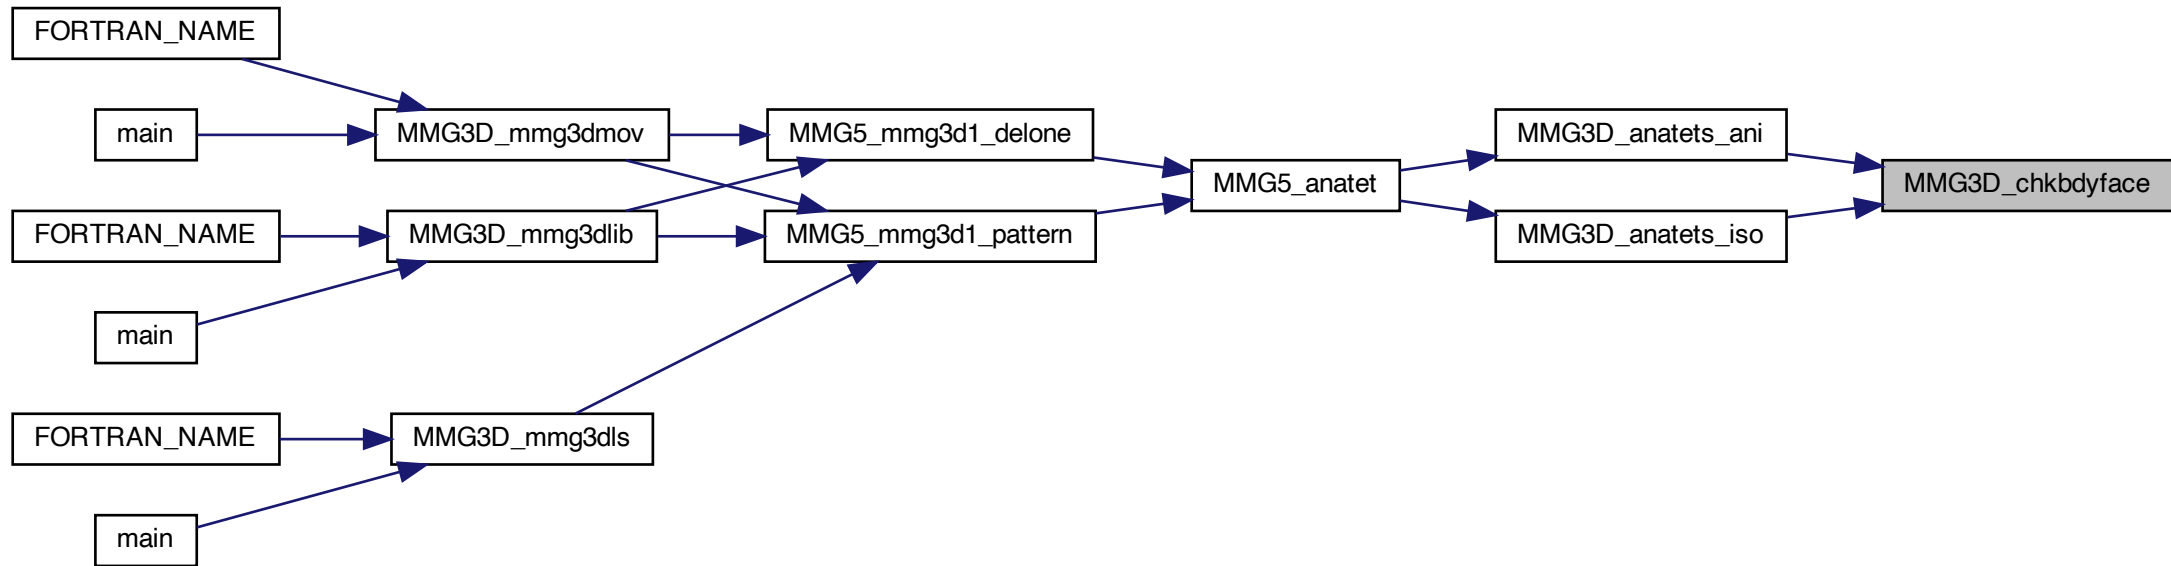 FORTRAN_NAME
main
MMG3D_mmg3dmov
MMG5_mmg3d1_delone
MMG3D_anatets_ani
MMG5_anatet
MMG3D_chkbdyface
FORTRAN_NAME
MMG3D_mmg3dlib
MMG5_mmg3d1_pattern
MMG3D_anatets_iso
main
FORTRAN_NAME
MMG3D_mmg3dls
main